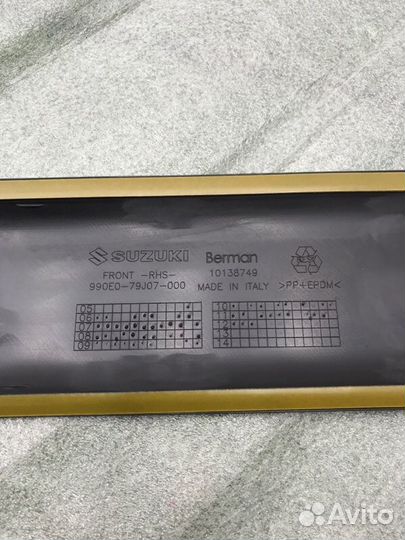 SUZUKI Berman
FRONT -RHS- 10138749
990E0-79J07-000 MADE IN ITALY >PP+EPDM<
05 10
06 11
07 12
08 13
09 14
Avito